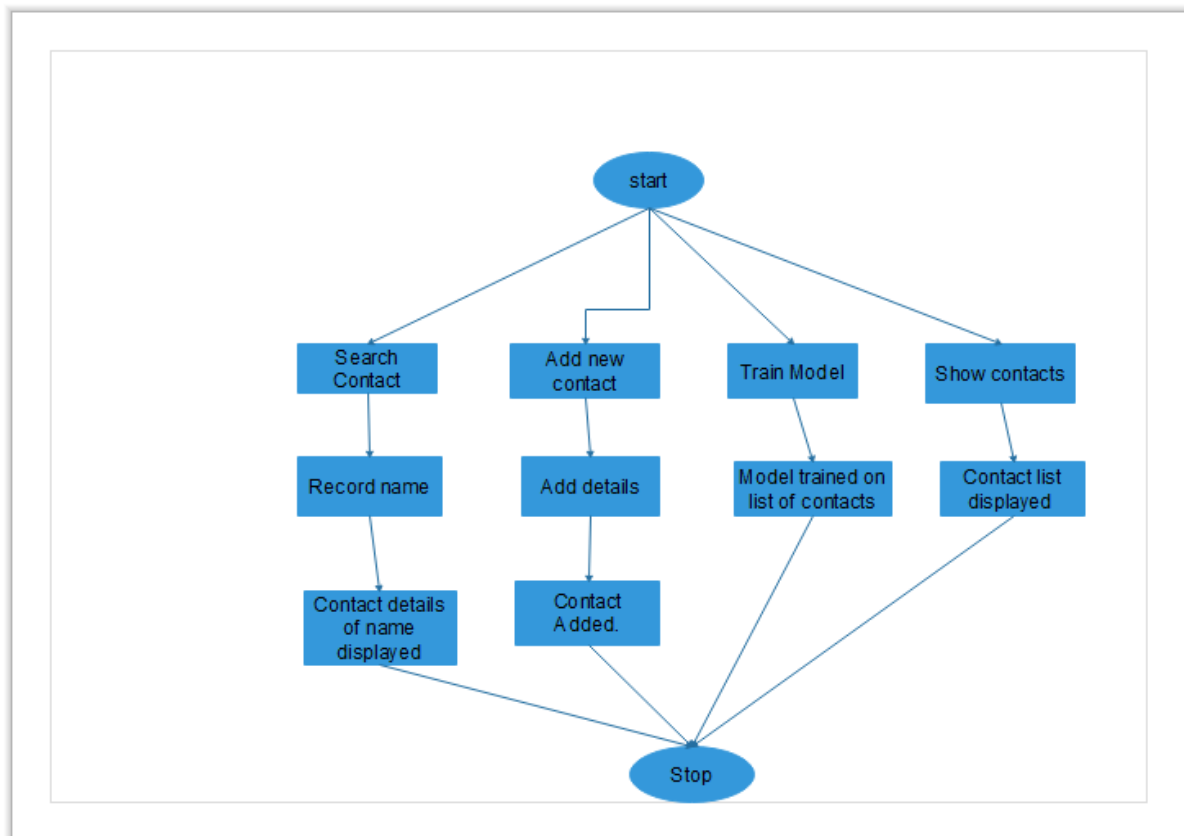 start
Search
Contact
Add new
contact
Train Model
Show contacts
Record name
Add details
Model trained on
list of contacts
Contact list
displayed
Contact details
of name
displayed
Contact
Added.
Stop